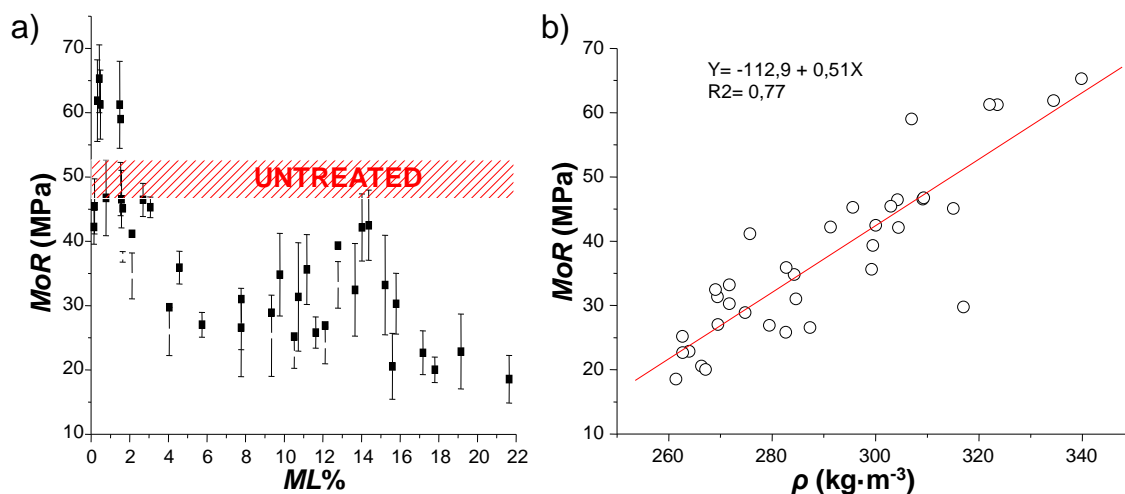 a)
70
60
50
40
30
20
10
MoR (MPa)
UNTREATED
0 2 4 6 8 10 12 14 16 18 20 22
ML%
b)
Y= -112,9 + 0,51X
R2= 0,77
70
60
50
40
30
20
10
MoR (MPa)
260 280 300 320 340
ρ (kg·m⁻³)